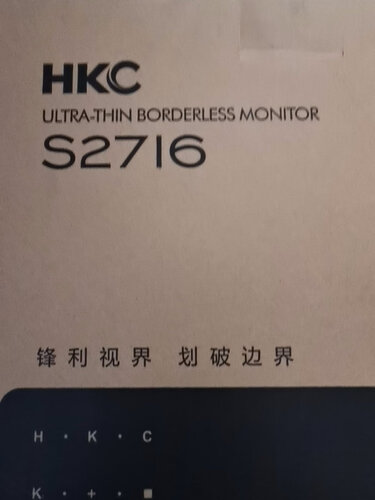 HKC
ULTRA-THIN BORDERLESS MONITOR
S2716
锋利视界 划破边界
H · K · C
K · + · ■